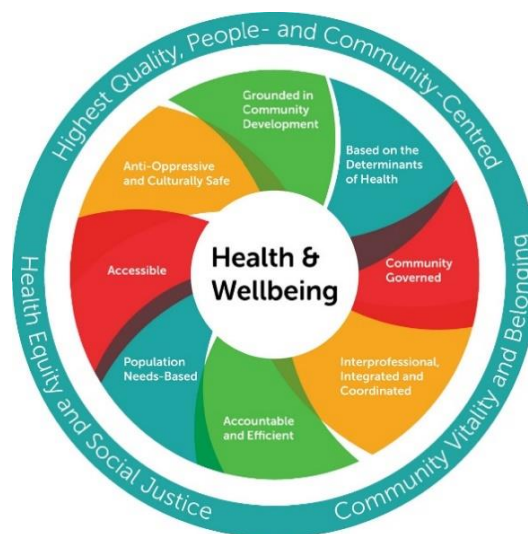 Highest Quality, People- and Community-Centred
Grounded in
Community
Development
Based on the
Determinants
of Health
Anti-Oppressive
and Culturally Safe
Health &
Wellbeing
Accessible
Community
Governed
Population
Needs-Based
Interprofessional,
Integrated and
Coordinated
Accountable
and Efficient
Health Equity and Social Justice
Community Vitality and Belonging